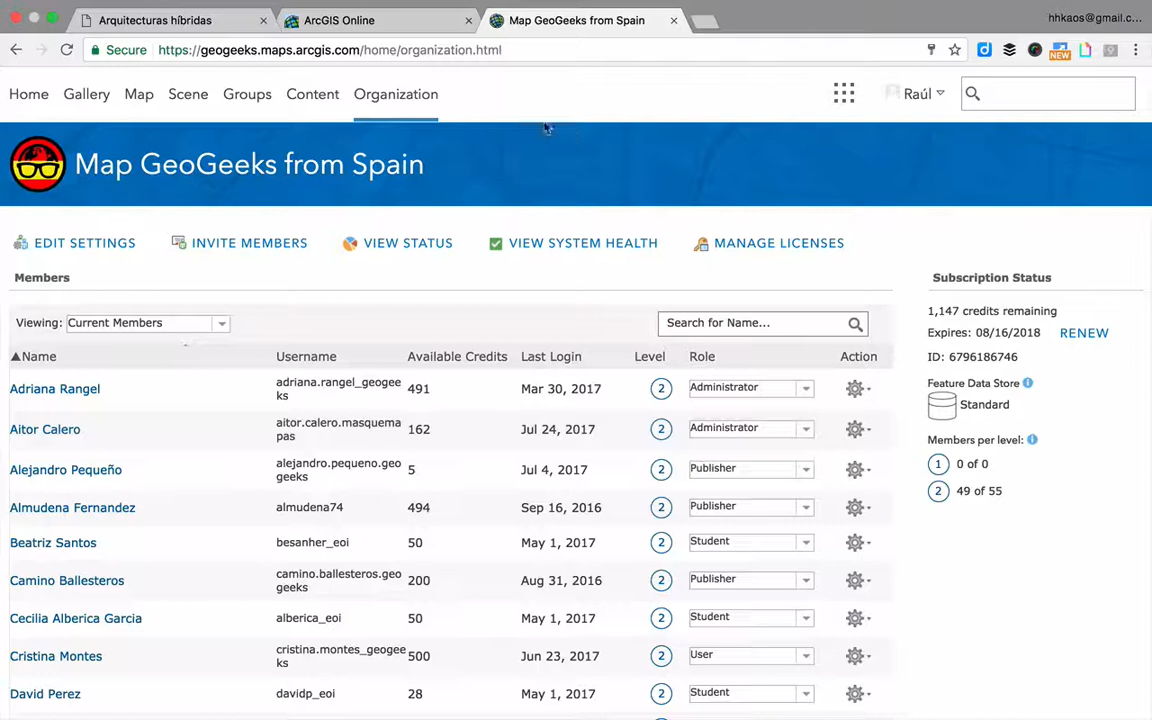 Arquitecturas híbridas
ArcGIS Online
Map GeoGeeks from Spain
hhkaos@gmail.c...
Secure https://geogeeks.maps.arcgis.com/home/organization.html
NEW
Home Gallery Map Scene Groups Content Organization
Raúl
Map GeoGeeks from Spain
EDIT SETTINGS INVITE MEMBERS VIEW STATUS VIEW SYSTEM HEALTH MANAGE LICENSES
Members
Viewing: Current Members
Search for Name...
Name Username Available Credits Last Login Level Role Action
Adriana Rangel adriana.rangel_geogee
ks 491 Mar 30, 2017 2 Administrator
Aitor Calero aitor.calero.masquema
pas 162 Jul 24, 2017 2 Administrator
Alejandro Pequeño alejandro.pequeno.geo
geeks 5 Jul 4, 2017 2 Publisher
Almudena Fernandez almudena74 494 Sep 16, 2016 2 Publisher
Beatriz Santos besanher_eoi 50 May 1, 2017 2 Student
Camino Ballesteros camino.ballesteros.geo
geeks 200 Aug 31, 2016 2 Publisher
Cecilia Alberica Garcia alberica_eoi 50 May 1, 2017 2 Student
Cristina Montes cristina.montes_geogee
ks 500 Jun 23, 2017 2 User
David Perez davidp_eoi 28 May 1, 2017 2 Student
Subscription Status
1,147 credits remaining
Expires: 08/16/2018 RENEW
ID: 6796186746
Feature Data Store
Standard
Members per level:
1 0 of 0
2 49 of 55